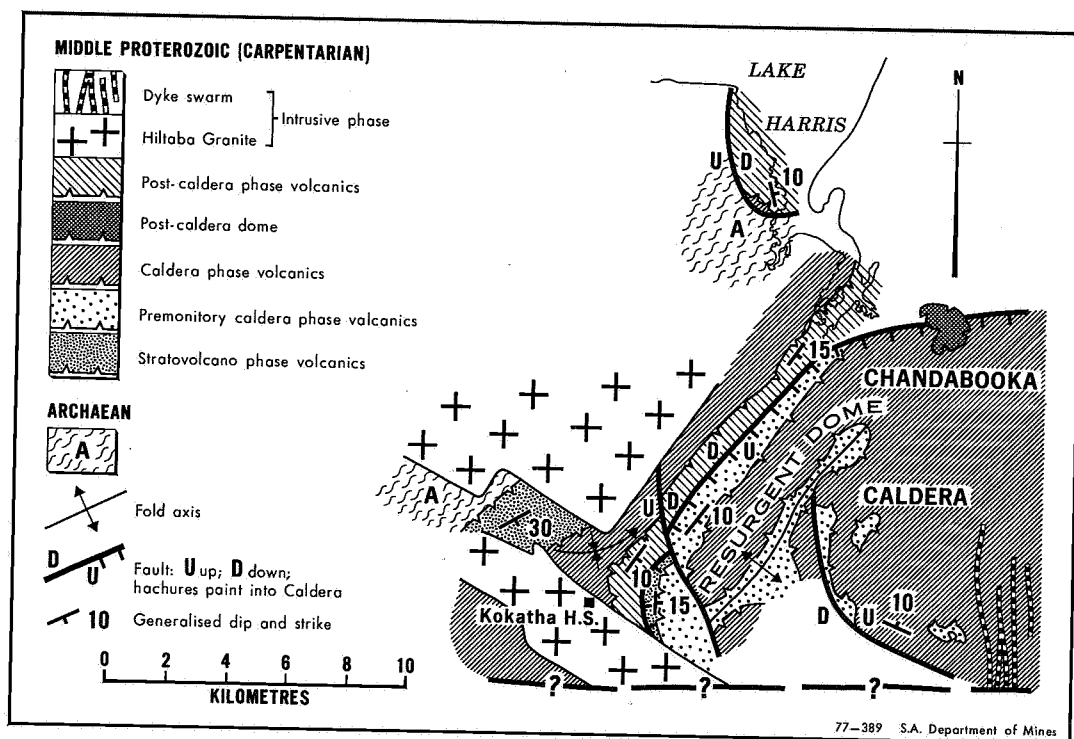 MIDDLE PROTEROZOIC (CARPENTARIAN)
Dyke swarm
Hiltaba Granite
Intrusive phase
Post-caldera phase volcanics
Post-caldera dome
Caldera phase volcanics
Premonitory caldera phase valcanics
Stratovolcano phase volcanics
ARCHAEAN
A
Fold axis
D
U
Fault: U up; D down;
hachures paint into Caldera
10 Generalised dip and strike
0 2 4 6 8 10
KILOMETRES
LAKE
HARRIS
N
U D
10
A
15
CHANDABOOKA
CALDERA
RESURGENT DOME
D U
U D
10
A
30
10
15
Kokatha H.S.
D U
10
? ? ?
77–389 S.A. Department of Mines